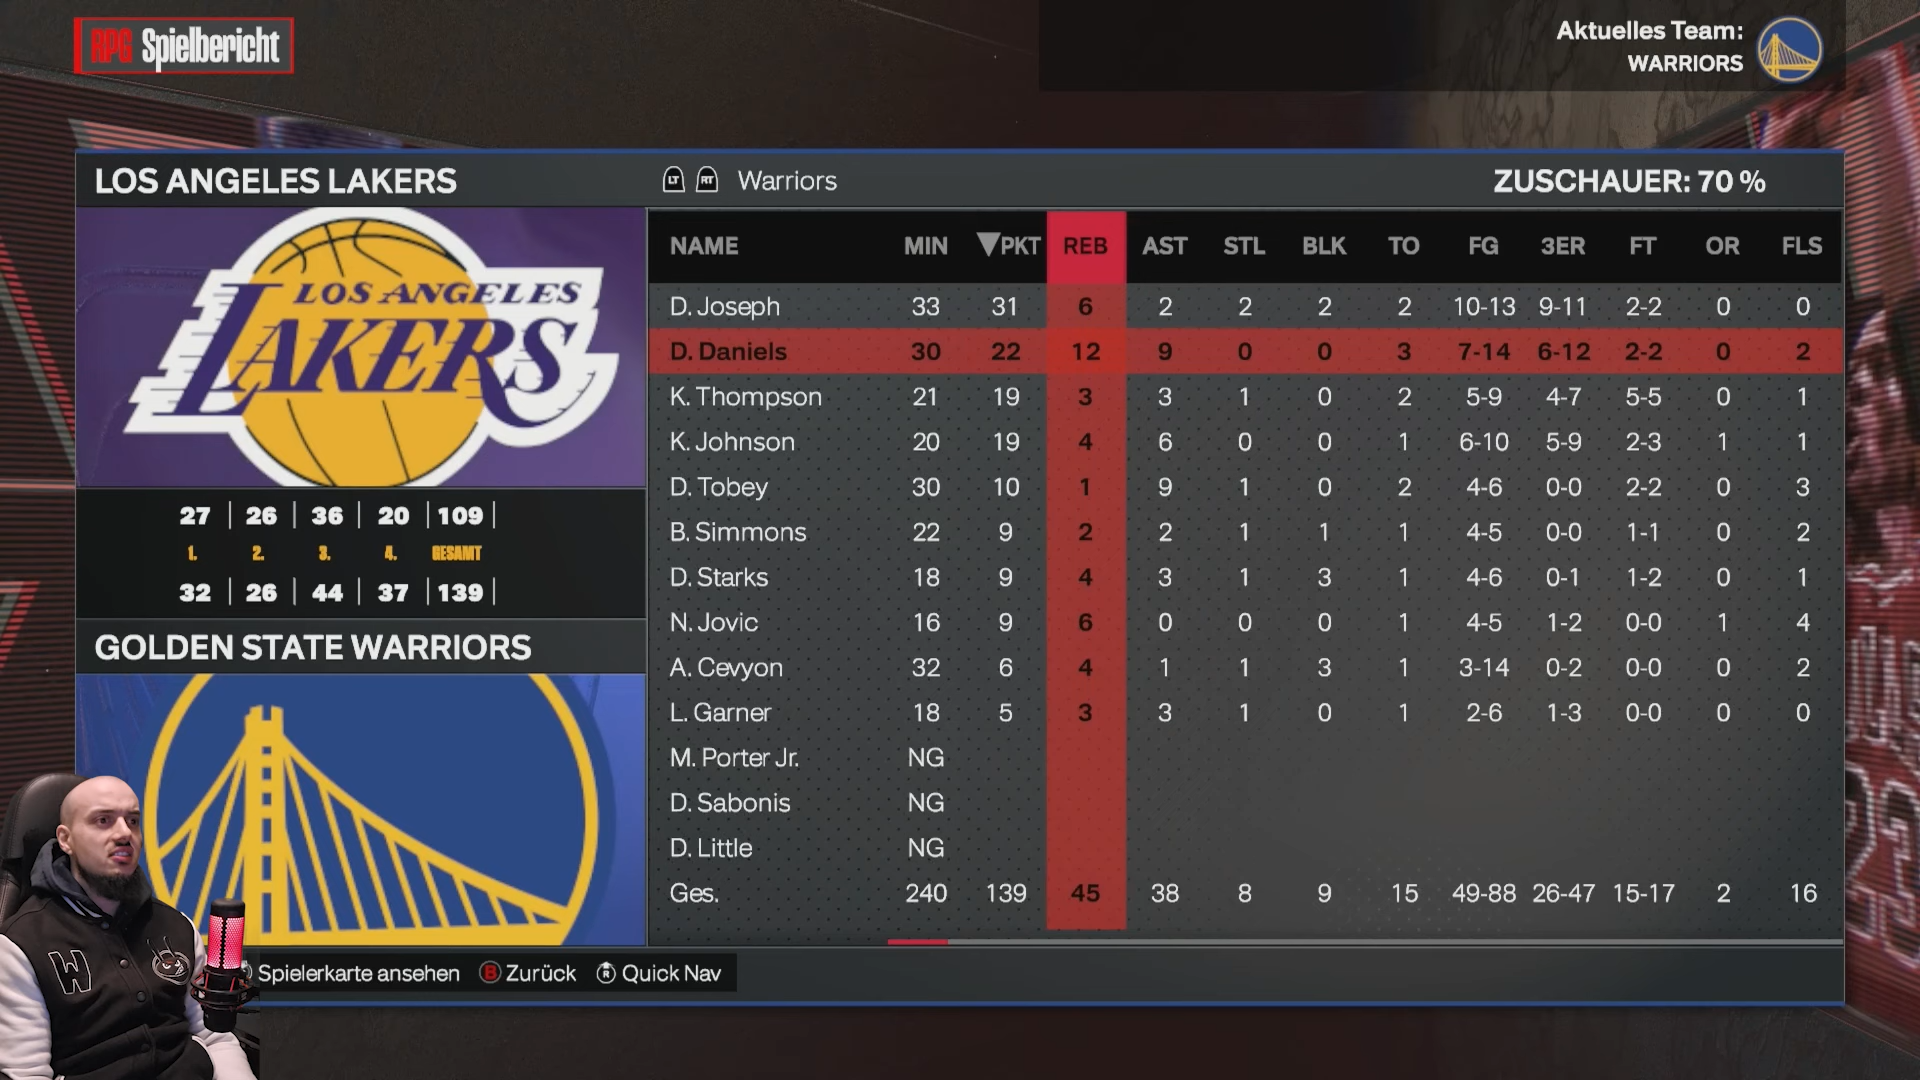 RPG Spielbericht
Aktuelles Team:
WARRIORS
LOS ANGELES LAKERS
LT RT Warriors
ZUSCHAUER: 70 %
LOS ANGELES
LAKERS
27 | 26 | 36 | 20 | 109 |
1. 2. 3. 4. GESAMT
32 | 26 | 44 | 37 | 139 |
GOLDEN STATE WARRIORS
NAME MIN ▼PKT REB AST STL BLK TO FG 3ER FT OR FLS
D. Joseph 33 31 6 2 2 2 2 10-13 9-11 2-2 0 0
D. Daniels 30 22 12 9 0 0 3 7-14 6-12 2-2 0 2
K. Thompson 21 19 3 3 1 0 2 5-9 4-7 5-5 0 1
K. Johnson 20 19 4 6 0 0 1 6-10 5-9 2-3 1 1
D. Tobey 30 10 1 9 1 0 2 4-6 0-0 2-2 0 3
B. Simmons 22 9 2 2 1 1 1 4-5 0-0 1-1 0 2
D. Starks 18 9 4 3 1 3 1 4-6 0-1 1-2 0 1
N. Jovic 16 9 6 0 0 0 1 4-5 1-2 0-0 1 4
A. Cevyon 32 6 4 1 1 3 1 3-14 0-2 0-0 0 2
L. Garner 18 5 3 3 1 0 1 2-6 1-3 0-0 0 0
M. Porter Jr. NG
D. Sabonis NG
D. Little NG
Ges. 240 139 45 38 8 9 15 49-88 26-47 15-17 2 16
Spielerkarte ansehen B Zurück R Quick Nav
W